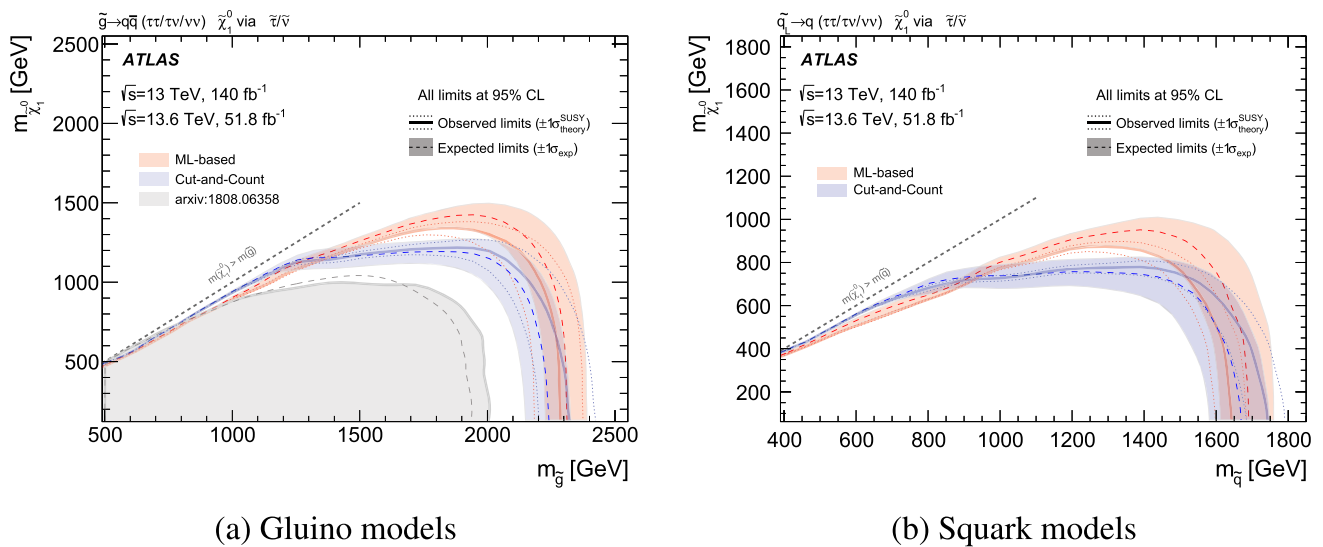 g̃→qq̅ (ττ/τν/νν) χ̃₁⁰ via τ̃/ν̃
m_χ̃₁⁰ [GeV]
ATLAS
√s=13 TeV, 140 fb⁻¹
√s=13.6 TeV, 51.8 fb⁻¹
All limits at 95% CL
Observed limits (±1σ_theory^SUSY)
Expected limits (±1σ_exp)
ML-based
Cut-and-Count
arxiv:1808.06358
m(χ̃₁⁰) > m(g̃)
2500
2000
1500
1000
500
500 1000 1500 2000 2500
m_g̃ [GeV]
(a) Gluino models
q̃_L→q (ττ/τν/νν) χ̃₁⁰ via τ̃/ν̃
m_χ̃₁⁰ [GeV]
ATLAS
√s=13 TeV, 140 fb⁻¹
√s=13.6 TeV, 51.8 fb⁻¹
All limits at 95% CL
Observed limits (±1σ_theory^SUSY)
Expected limits (±1σ_exp)
ML-based
Cut-and-Count
m(χ̃₁⁰) > m(g̃)
1800
1600
1400
1200
1000
800
600
400
200
400 600 800 1000 1200 1400 1600 1800
m_q̃ [GeV]
(b) Squark models